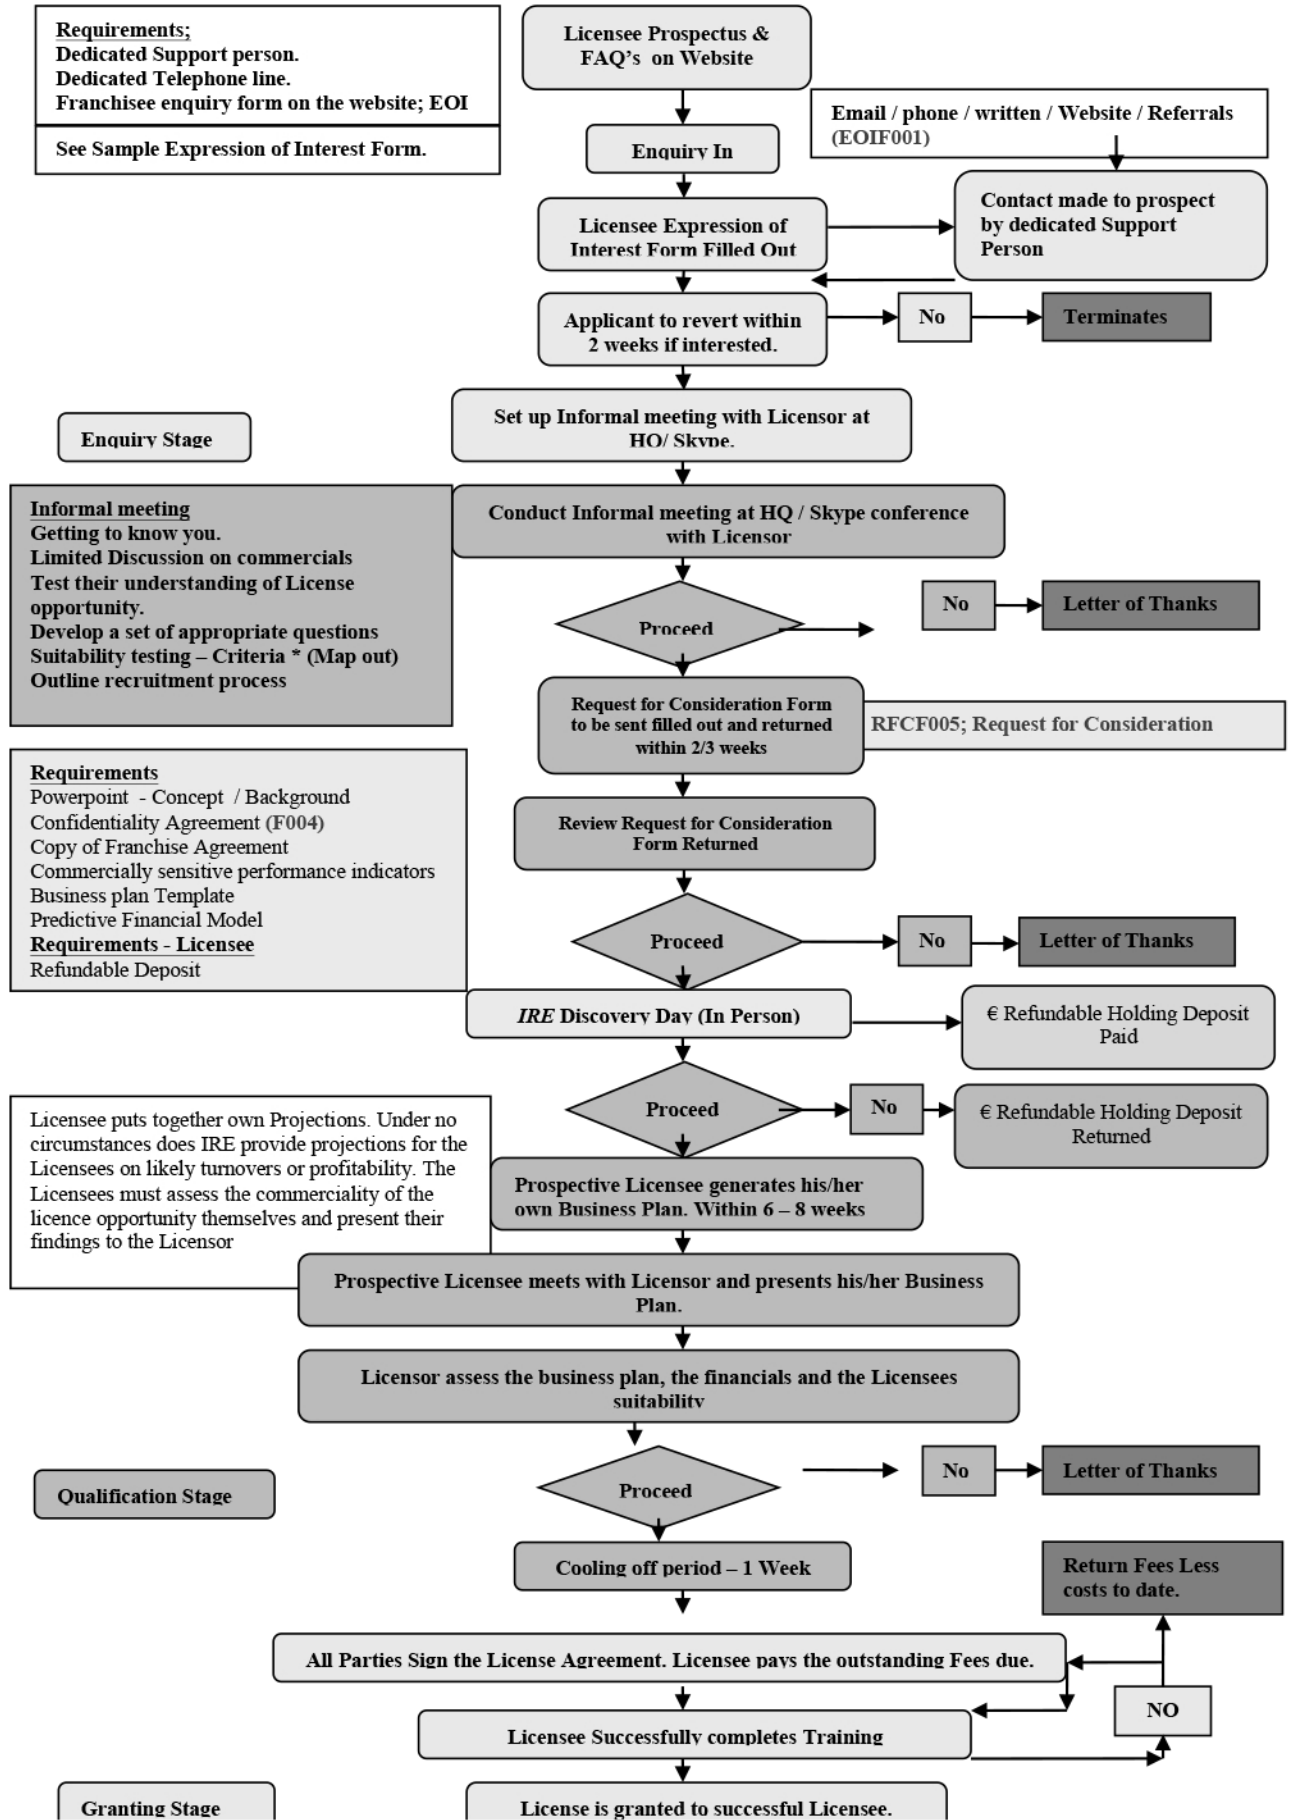 Requirements;
Dedicated Support person.
Dedicated Telephone line.
Franchisee enquiry form on the website; EOI
See Sample Expression of Interest Form.
Licensee Prospectus &
FAQ's on Website
Enquiry In
Email / phone / written / Website / Referrals
(EOIF001)
Licensee Expression of
Interest Form Filled Out
Contact made to prospect
by dedicated Support
Person
Applicant to revert within
2 weeks if interested.
No
Terminates
Set up Informal meeting with Licensor at
HQ/ Skype.
Enquiry Stage
Informal meeting
Getting to know you.
Limited Discussion on commercials
Test their understanding of License
opportunity.
Develop a set of appropriate questions
Suitability testing – Criteria * (Map out)
Outline recruitment process
Conduct Informal meeting at HQ / Skype conference
with Licensor
Proceed
No
Letter of Thanks
Request for Consideration Form
to be sent filled out and returned
within 2/3 weeks
RFCF005; Request for Consideration
Requirements
Powerpoint - Concept / Background
Confidentiality Agreement (F004)
Copy of Franchise Agreement
Commercially sensitive performance indicators
Business plan Template
Predictive Financial Model
Requirements - Licensee
Refundable Deposit
Review Request for Consideration
Form Returned
Proceed
No
Letter of Thanks
IRE Discovery Day (In Person)
€ Refundable Holding Deposit
Paid
Proceed
No
€ Refundable Holding Deposit
Returned
Licensee puts together own Projections. Under no
circumstances does IRE provide projections for the
Licensees on likely turnovers or profitability. The
Licensees must assess the commerciality of the
licence opportunity themselves and present their
findings to the Licensor
Prospective Licensee generates his/her
own Business Plan. Within 6 – 8 weeks
Prospective Licensee meets with Licensor and presents his/her Business
Plan.
Licensor assess the business plan, the financials and the Licensees
suitability
Proceed
No
Letter of Thanks
Qualification Stage
Cooling off period – 1 Week
Return Fees Less
costs to date.
All Parties Sign the License Agreement. Licensee pays the outstanding Fees due.
NO
Licensee Successfully completes Training
Granting Stage
License is granted to successful Licensee.